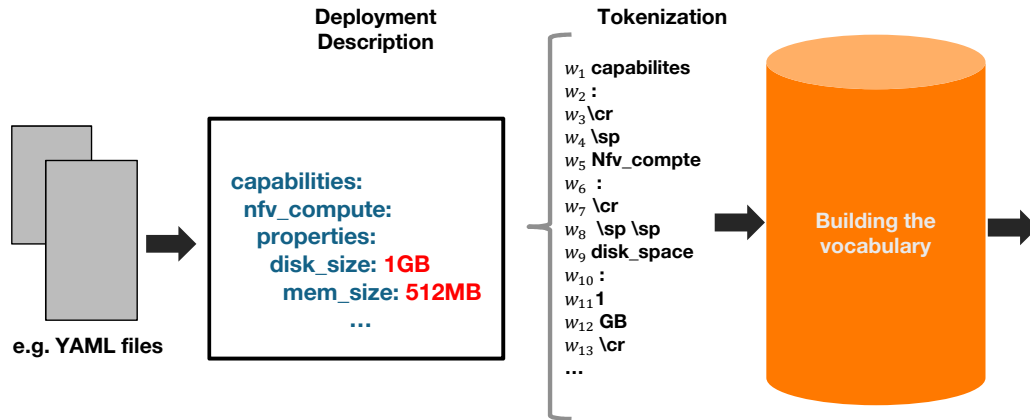 Deployment
Description
Tokenization
e.g. YAML files
capabilities:
nfv_compute:
properties:
disk_size: 1GB
mem_size: 512MB
...
w1 capabilites
w2 :
w3 \cr
w4 \sp
w5 Nfv_compte
w6 :
w7 \cr
w8 \sp \sp
w9 disk_space
w10 :
w11 1
w12 GB
w13 \cr
...
Building the
vocabulary